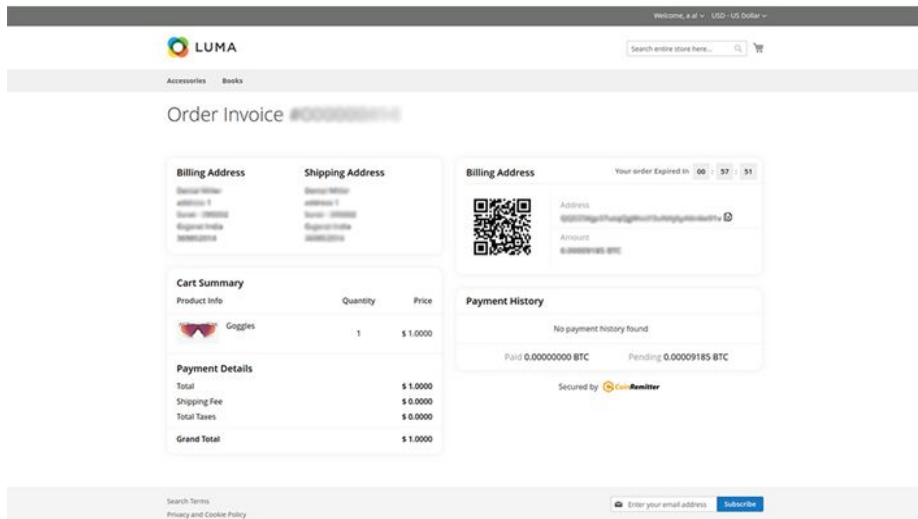 Welcome, a al
USD - US Dollar
LUMA
Search entire store here...
Accessories Books
Order Invoice
Billing Address
Shipping Address
Billing Address
Your order Expired In 00 : 57 : 51
Address
Amount
Cart Summary
Product Info Quantity Price
Goggles 1 $ 1.0000
Payment Details
Total $ 1.0000
Shipping Fee $ 0.0000
Total Taxes $ 0.0000
Grand Total $ 1.0000
Payment History
No payment history found
Paid 0.00000000 BTC Pending 0.00009185 BTC
Secured by CoinRemitter
Search Terms
Privacy and Cookie Policy
Enter your email address Subscribe